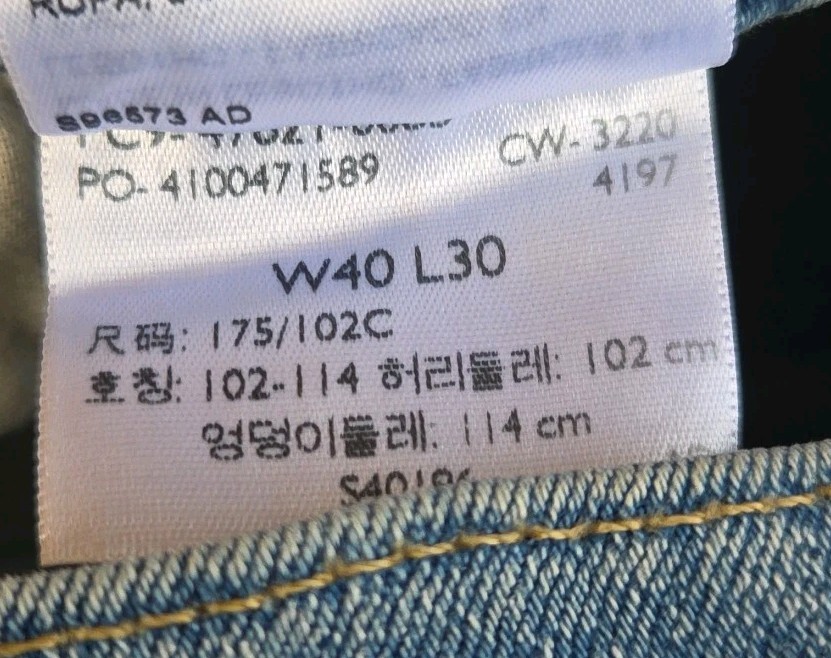 AD
PO- 4100471589
CW- 3220
4197
W40 L30
尺码: 175/102C
호칭: 102-114 허리둘레: 102 cm
엉덩이둘레: 114 cm